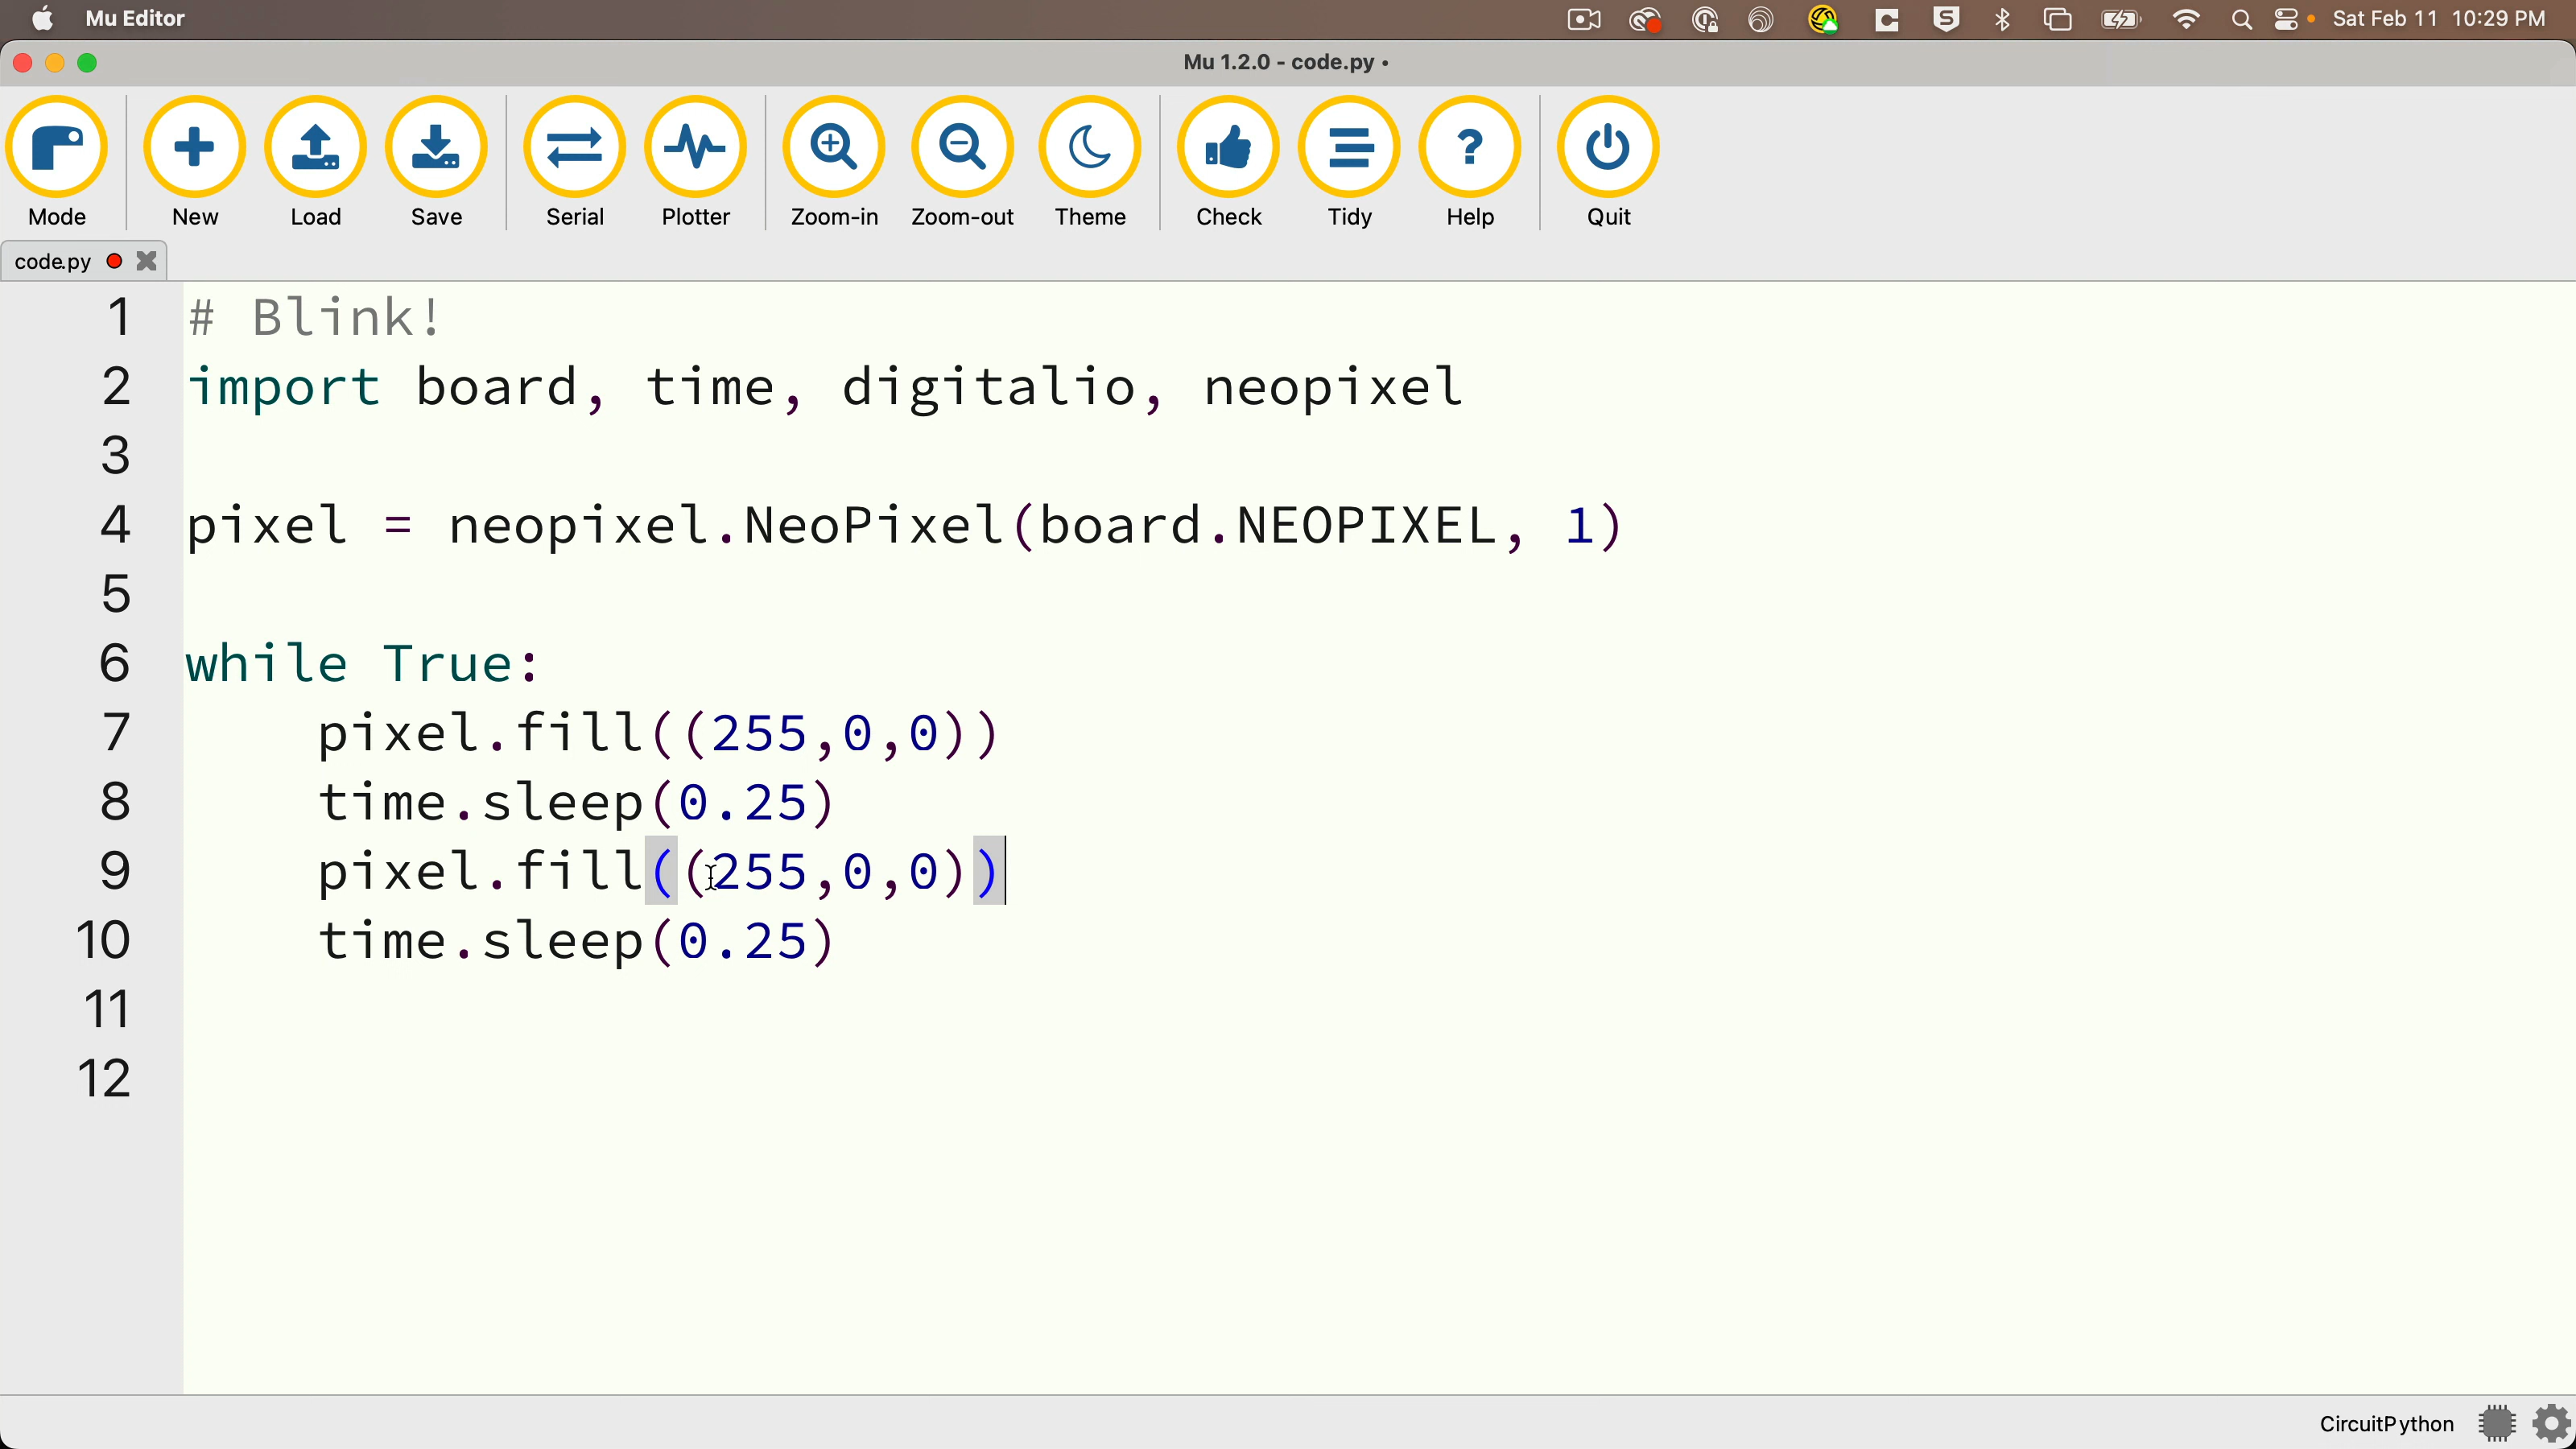 Mu Editor
Sat Feb 11 10:29 PM
Mu 1.2.0 - code.py •
Mode New Load Save Serial Plotter Zoom-in Zoom-out Theme Check Tidy Help Quit
code.py
1 # Blink!
2 import board, time, digitalio, neopixel
3
4 pixel = neopixel.NeoPixel(board.NEOPIXEL, 1)
5
6 while True:
7 pixel.fill((255,0,0))
8 time.sleep(0.25)
9 pixel.fill((255,0,0))
10 time.sleep(0.25)
11
12
CircuitPython